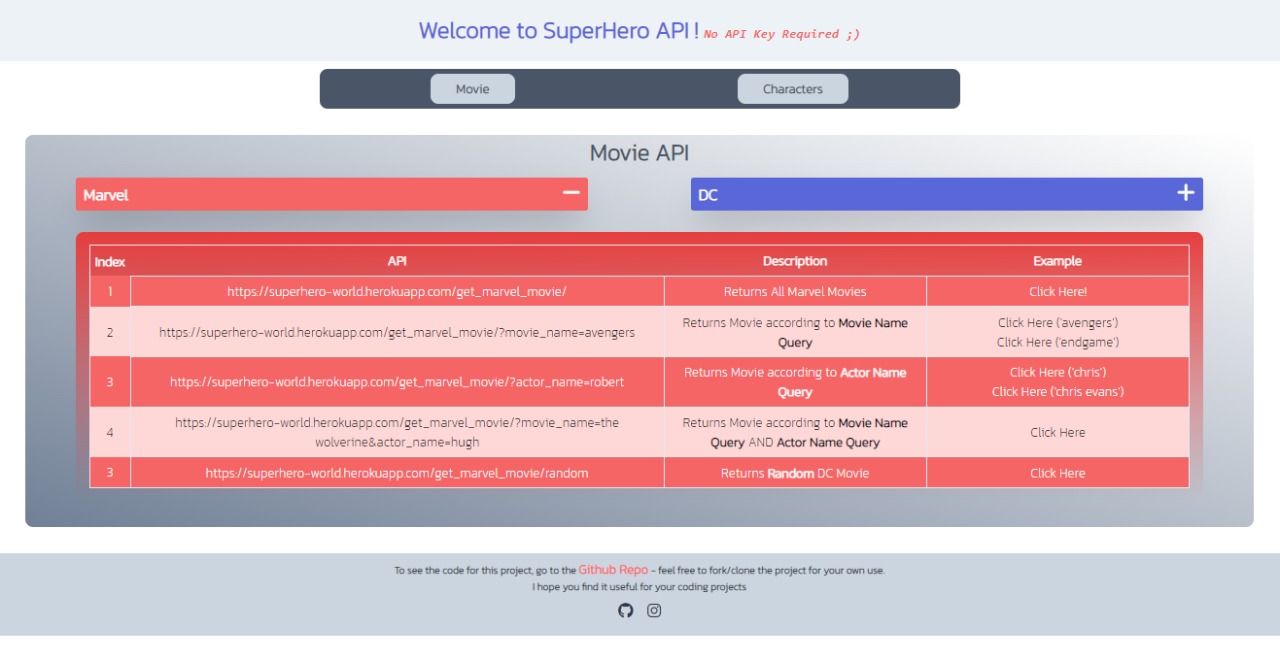 Welcome to SuperHero API ! No API Key Required ;)
Movie
Characters
Movie API
Marvel
DC
Index API Description Example
1 https://superhero-world.herokuapp.com/get_marvel_movie/ Returns All Marvel Movies Click Here!
2 https://superhero-world.herokuapp.com/get_marvel_movie/?movie_name=avengers Returns Movie according to Movie Name
Query
Click Here ('avengers')
Click Here ('endgame')
3 https://superhero-world.herokuapp.com/get_marvel_movie/?actor_name=robert Returns Movie according to Actor Name
Query
Click Here ('chris')
Click Here ('chris evans')
4 https://superhero-world.herokuapp.com/get_marvel_movie/?movie_name=the
wolverine&actor_name=hugh
Returns Movie according to Movie Name
Query AND Actor Name Query
Click Here
3 https://superhero-world.herokuapp.com/get_marvel_movie/random Returns Random DC Movie Click Here
To see the code for this project, go to the Github Repo - feel free to fork/clone the project for your own use.
I hope you find it useful for your coding projects